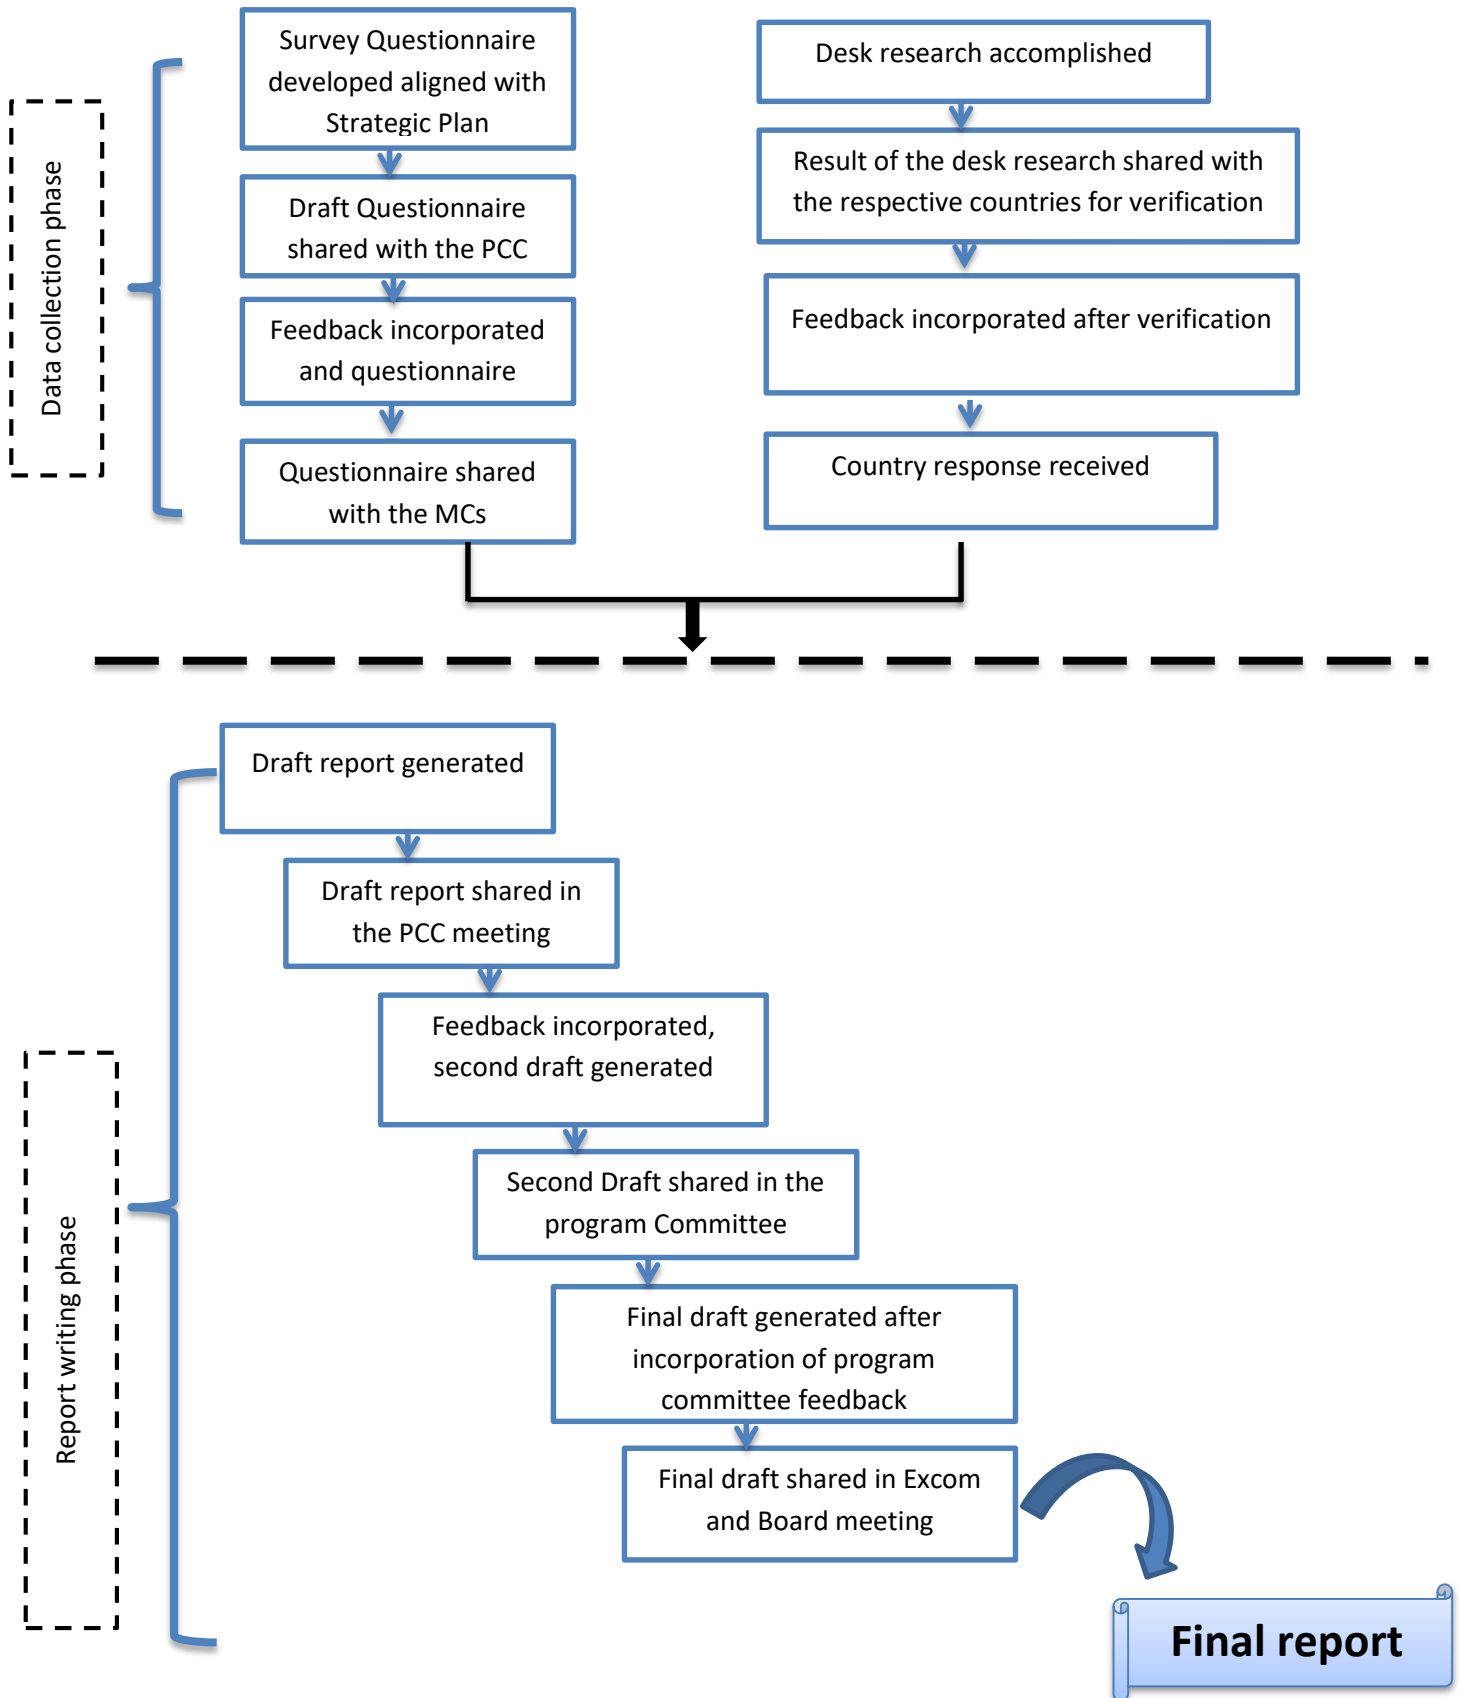 Data collection phase
Survey Questionnaire
developed aligned with
Strategic Plan
Draft Questionnaire
shared with the PCC
Feedback incorporated
and questionnaire
Questionnaire shared
with the MCs
Desk research accomplished
Result of the desk research shared with
the respective countries for verification
Feedback incorporated after verification
Country response received
Report writing phase
Draft report generated
Draft report shared in
the PCC meeting
Feedback incorporated,
second draft generated
Second Draft shared in the
program Committee
Final draft generated after
incorporation of program
committee feedback
Final draft shared in Excom
and Board meeting
Final report